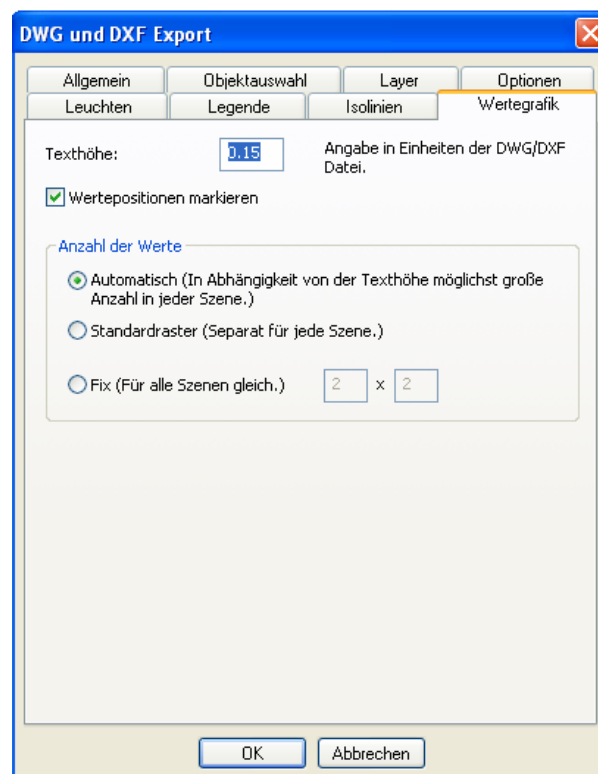 DWG und DXF Export
Allgemein
Objektauswahl
Layer
Optionen
Leuchten
Legende
Isolinien
Wertegrafik
Texthöhe:
0.15
Angabe in Einheiten der DWG/DXF
Datei.
Wertepositionen markieren
Anzahl der Werte
Automatisch (In Abhängigkeit von der Texthöhe möglichst große
Anzahl in jeder Szene.)
Standardraster (Separat für jede Szene.)
Fix (Für alle Szenen gleich.)
2 x 2
OK
Abbrechen